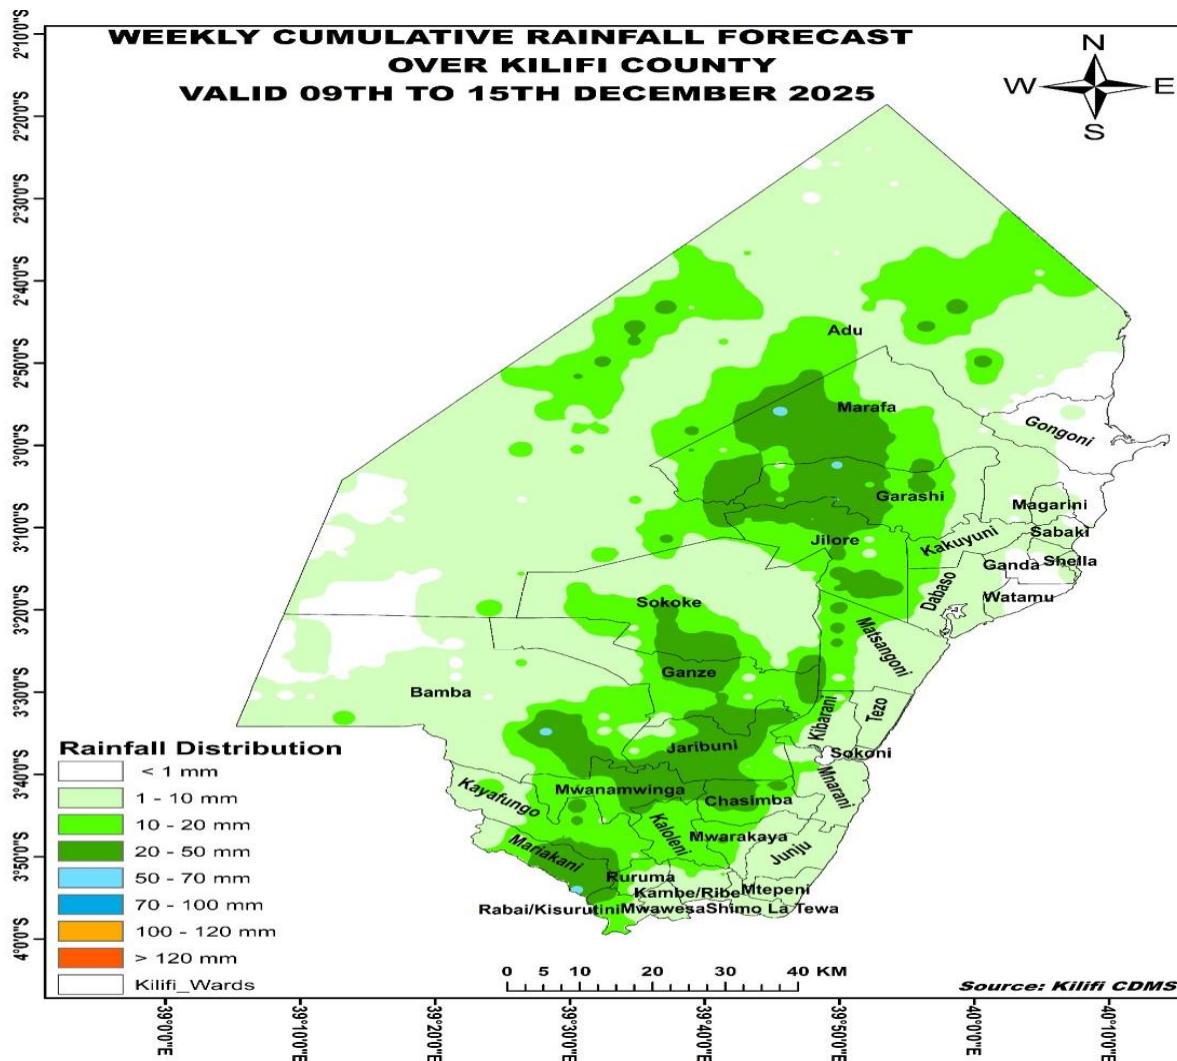 WEEKLY CUMULATIVE RAINFALL FORECAST
OVER KILIFI COUNTY
VALID 09TH TO 15TH DECEMBER 2025
N
W E
S
2°10'0"S
2°20'0"S
2°30'0"S
2°40'0"S
2°50'0"S
3°0'0"S
3°10'0"S
3°20'0"S
3°30'0"S
3°40'0"S
3°50'0"S
4°0'0"S
Adu
Marafa
Gongoni
Garashi
Magarini
Sabaki
Jilore
Kakuyuni
Ganda
Shella
Dabaso
Watamu
Sokoke
Matsangoni
Ganze
Bamba
Kibarani
Tezo
Jaribuni
Sokoni
Mnarani
Mwanamwinga
Kayafungo
Chasimba
Kaloleni
Mwarakaya
Junju
Mariakani
Ruruma
Kambe/Ribe
Mtepeni
Rabai/Kisurutini
Mwawesa
Shimo La Tewa
Rainfall Distribution
< 1 mm
1 - 10 mm
10 - 20 mm
20 - 50 mm
50 - 70 mm
70 - 100 mm
100 - 120 mm
> 120 mm
Kilifi_Wards
0 5 10 20 30 40 KM
Source: Kilifi CDMS
39°0'0"E
39°10'0"E
39°20'0"E
39°30'0"E
39°40'0"E
39°50'0"E
40°0'0"E
40°10'0"E